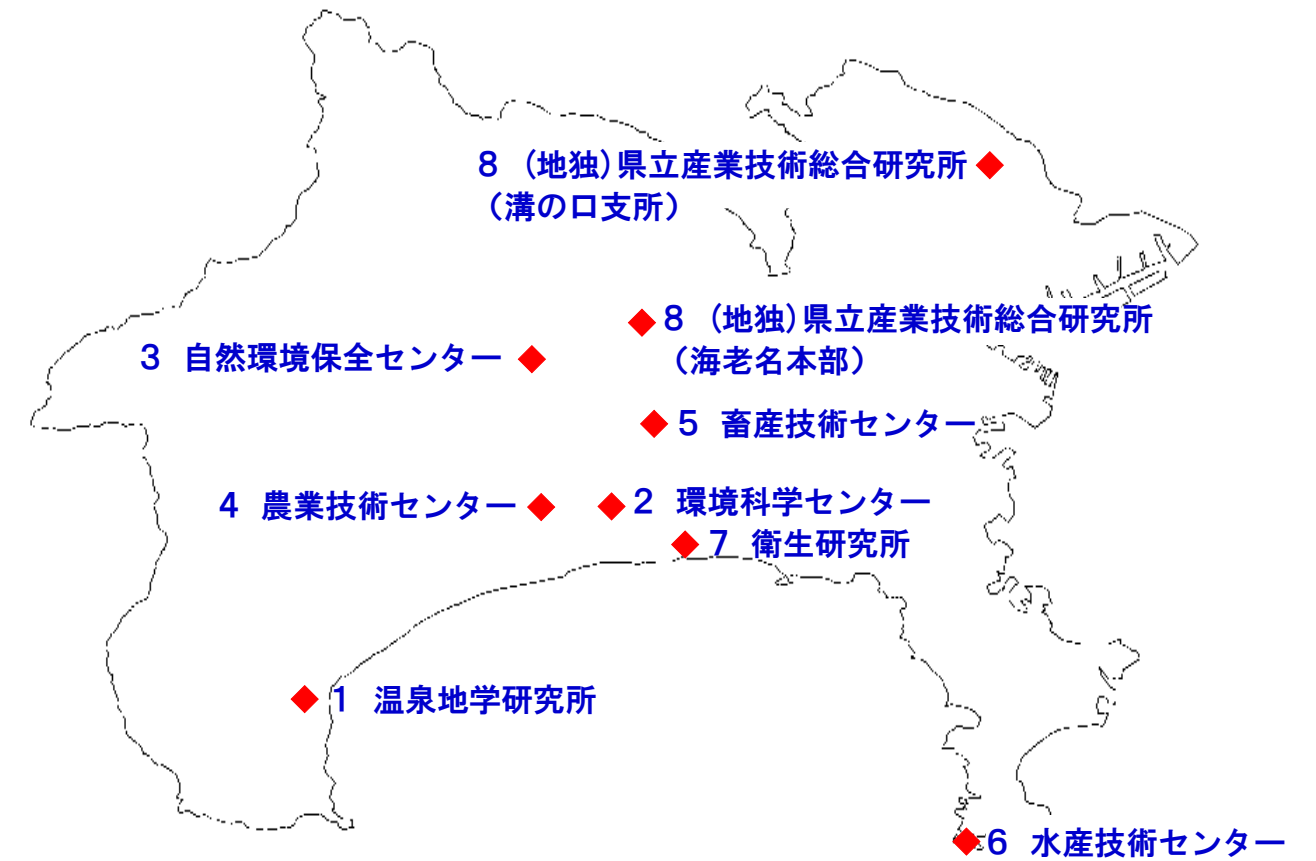 8 (地独)県立産業技術総合研究所
(溝の口支所)
8 (地独)県立産業技術総合研究所
(海老名本部)
3 自然環境保全センター
5 畜産技術センター
4 農業技術センター
2 環境科学センター
7 衛生研究所
1 温泉地学研究所
6 水産技術センター